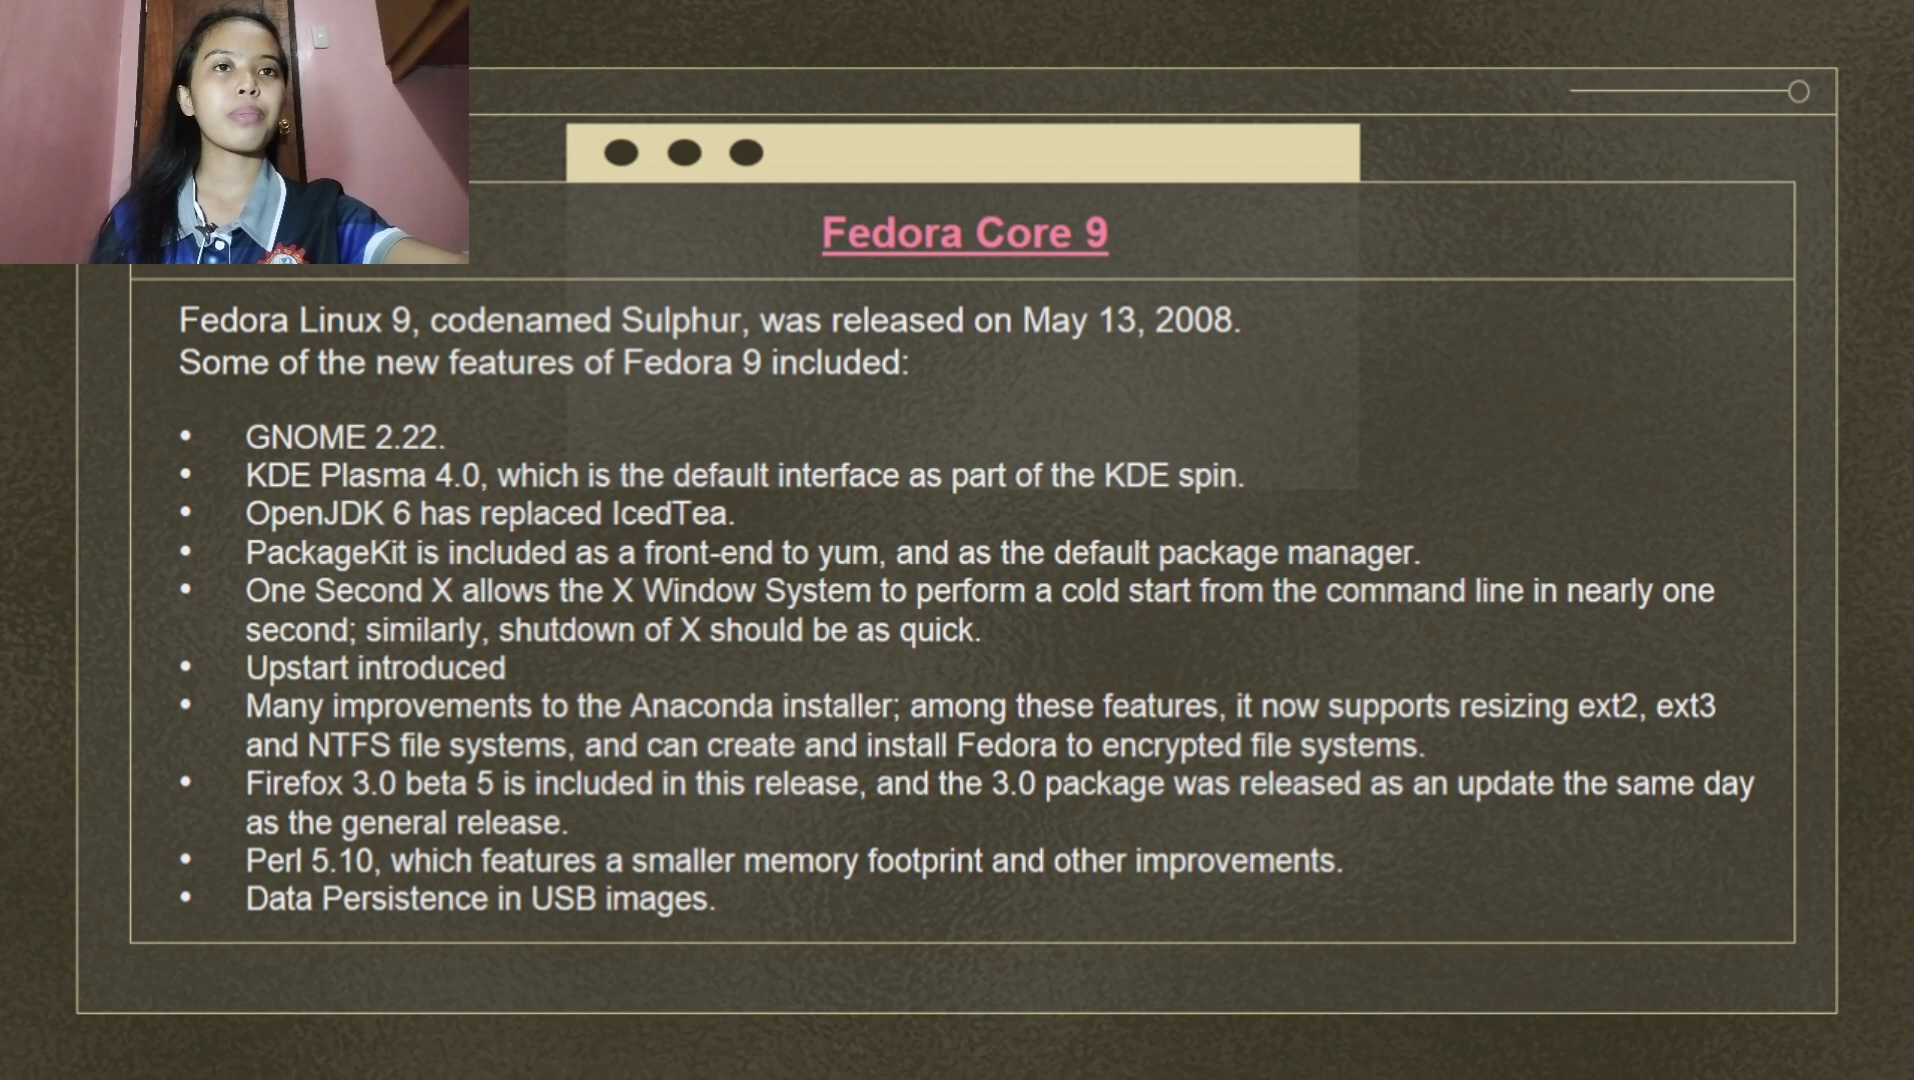 Fedora Core 9
Fedora Linux 9, codenamed Sulphur, was released on May 13, 2008.
Some of the new features of Fedora 9 included:
• GNOME 2.22.
• KDE Plasma 4.0, which is the default interface as part of the KDE spin.
• OpenJDK 6 has replaced IcedTea.
• PackageKit is included as a front-end to yum, and as the default package manager.
• One Second X allows the X Window System to perform a cold start from the command line in nearly one
second; similarly, shutdown of X should be as quick.
• Upstart introduced
• Many improvements to the Anaconda installer; among these features, it now supports resizing ext2, ext3
and NTFS file systems, and can create and install Fedora to encrypted file systems.
• Firefox 3.0 beta 5 is included in this release, and the 3.0 package was released as an update the same day
as the general release.
• Perl 5.10, which features a smaller memory footprint and other improvements.
• Data Persistence in USB images.